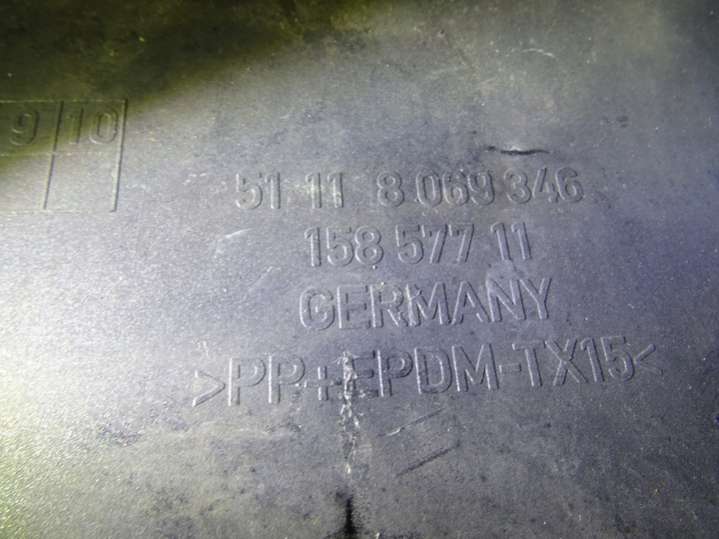 9 10
51 11 8 069 346
158 577 11
GERMANY
>PP+EPDM-TX15<